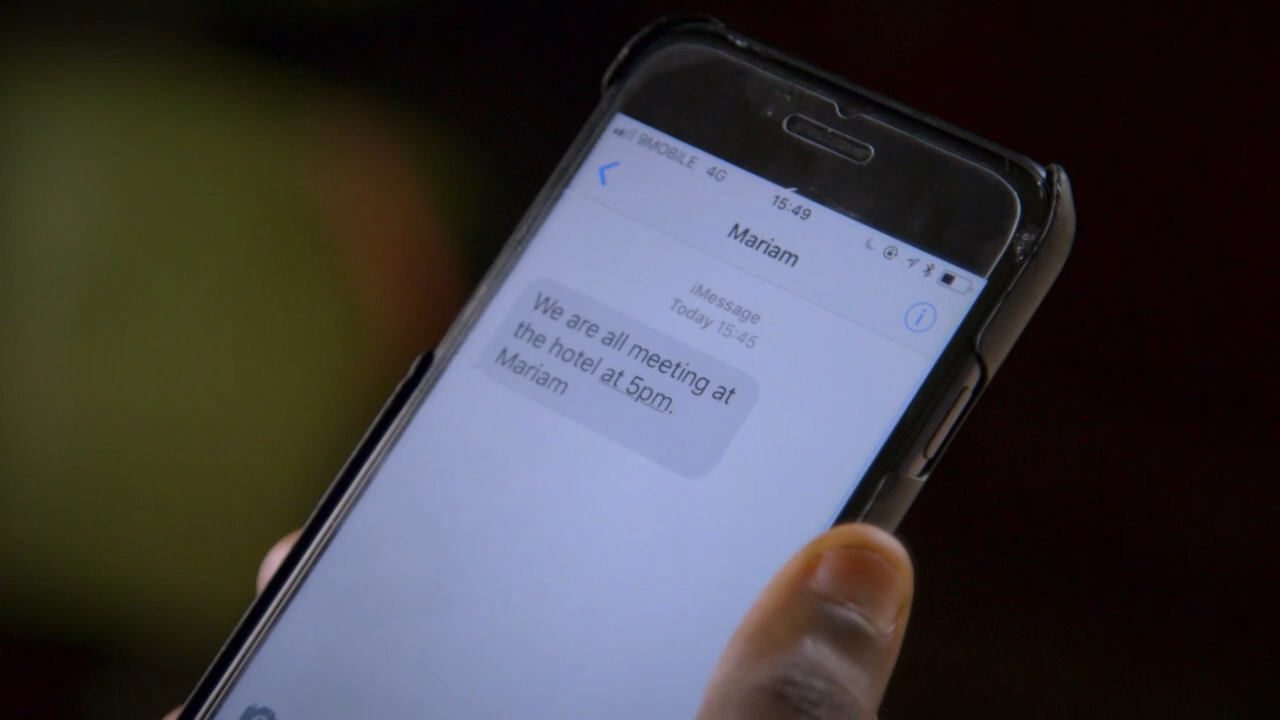 9MOBILE 4G
15:49
Mariam
iMessage
Today 15:45
We are all meeting at
the hotel at 5pm.
Mariam